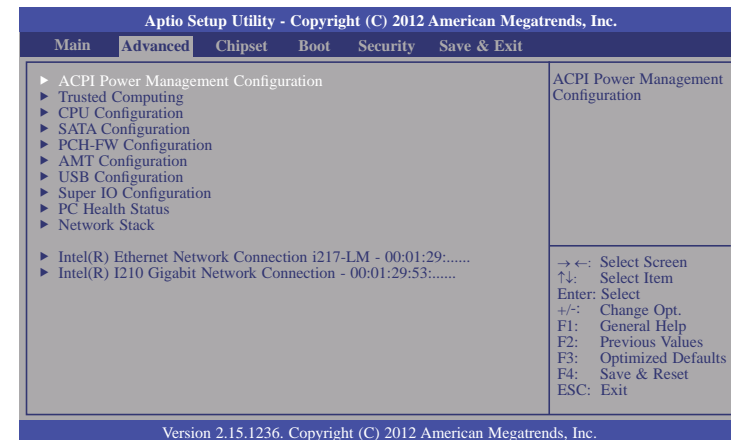 Aptio Setup Utility - Copyright (C) 2012 American Megatrends, Inc.
Main Advanced Chipset Boot Security Save & Exit
ACPI Power Management Configuration
Trusted Computing
CPU Configuration
SATA Configuration
PCH-FW Configuration
AMT Configuration
USB Configuration
Super IO Configuration
PC Health Status
Network Stack
Intel(R) Ethernet Network Connection i217-LM - 00:01:29:......
Intel(R) I210 Gigabit Network Connection - 00:01:29:53:......
ACPI Power Management
Configuration
→ ←: Select Screen
↑↓: Select Item
Enter: Select
+/-: Change Opt.
F1: General Help
F2: Previous Values
F3: Optimized Defaults
F4: Save & Reset
ESC: Exit
Version 2.15.1236. Copyright (C) 2012 American Megatrends, Inc.